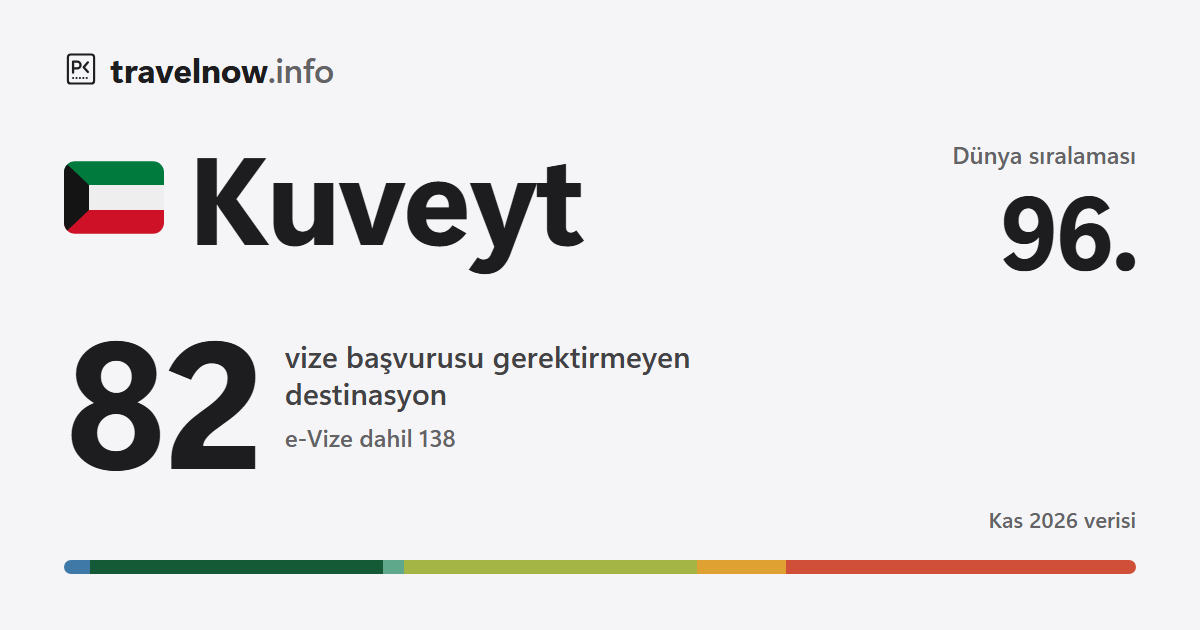 travelnow.info
Kuveyt
Dünya sıralaması
96.
82
vize başvurusu gerektirmeyen
destinasyon
e-Vize dahil 138
Kas 2026 verisi